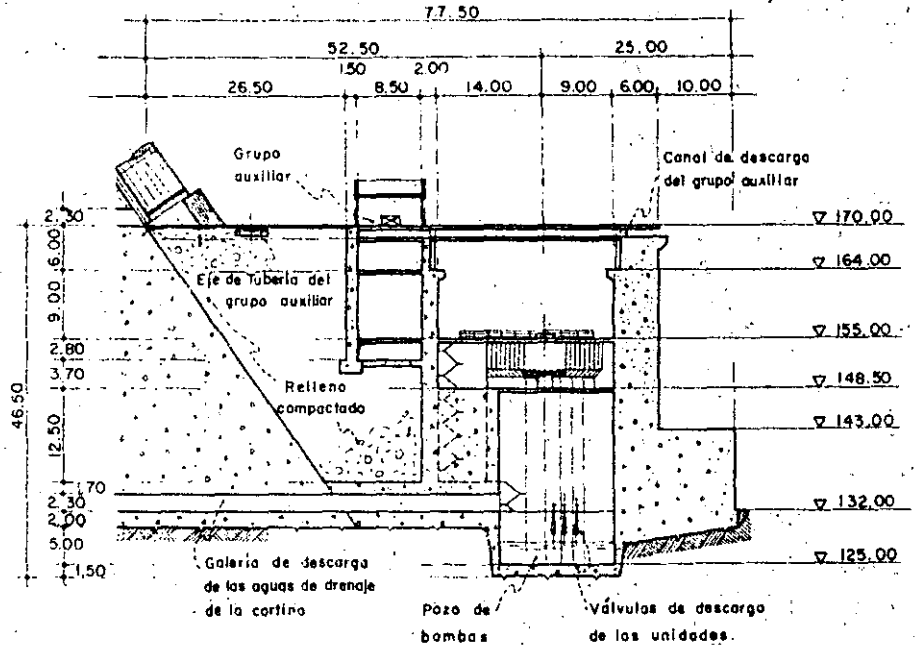 77.50
52.50
25.00
1.50
2.00
26.50
8.50
14.00
9.00
6.00
10.00
Grupo
auxiliar
Canal de descarga
del grupo auxiliar
2.30
6.00
9.00
2.80
3.70
12.50
1.70
2.30
2.00
5.00
1.50
46.50
Eje de Tubería del
grupo auxiliar
Relleno
compactado
▽ 170.00
▽ 164.00
▽ 155.00
▽ 148.50
▽ 143.00
▽ 132.00
▽ 125.00
Galería de descarga
de las aguas de drenaje
de la cortina
Pozo de
bombas
Válvulas de descarga
de las unidades.